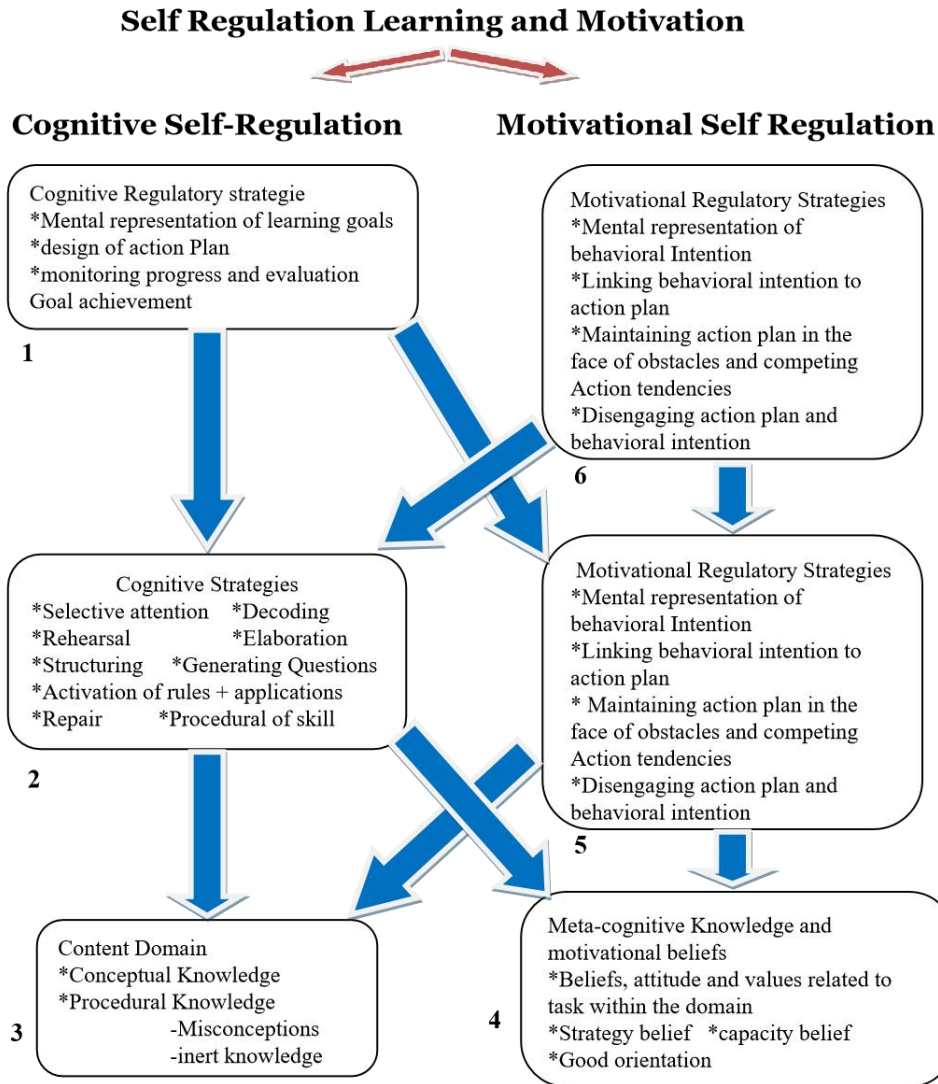 Self Regulation Learning and Motivation
Cognitive Self-Regulation
Motivational Self Regulation
Cognitive Regulatory strategie
*Mental representation of learning goals
*design of action Plan
*monitoring progress and evaluation
Goal achievement
1
Motivational Regulatory Strategies
*Mental representation of
behavioral Intention
*Linking behavioral intention to
action plan
*Maintaining action plan in the
face of obstacles and competing
Action tendencies
*Disengaging action plan and
behavioral intention
6
Cognitive Strategies
*Selective attention *Decoding
*Rehearsal *Elaboration
*Structuring *Generating Questions
*Activation of rules + applications
*Repair *Procedural of skill
2
Motivational Regulatory Strategies
*Mental representation of
behavioral Intention
*Linking behavioral intention to
action plan
* Maintaining action plan in the
face of obstacles and competing
Action tendencies
*Disengaging action plan and
behavioral intention
5
Content Domain
*Conceptual Knowledge
*Procedural Knowledge
-Misconceptions
-inert knowledge
3
Meta-cognitive Knowledge and
motivational beliefs
*Beliefs, attitude and values related to
task within the domain
*Strategy belief *capacity belief
*Good orientation
4